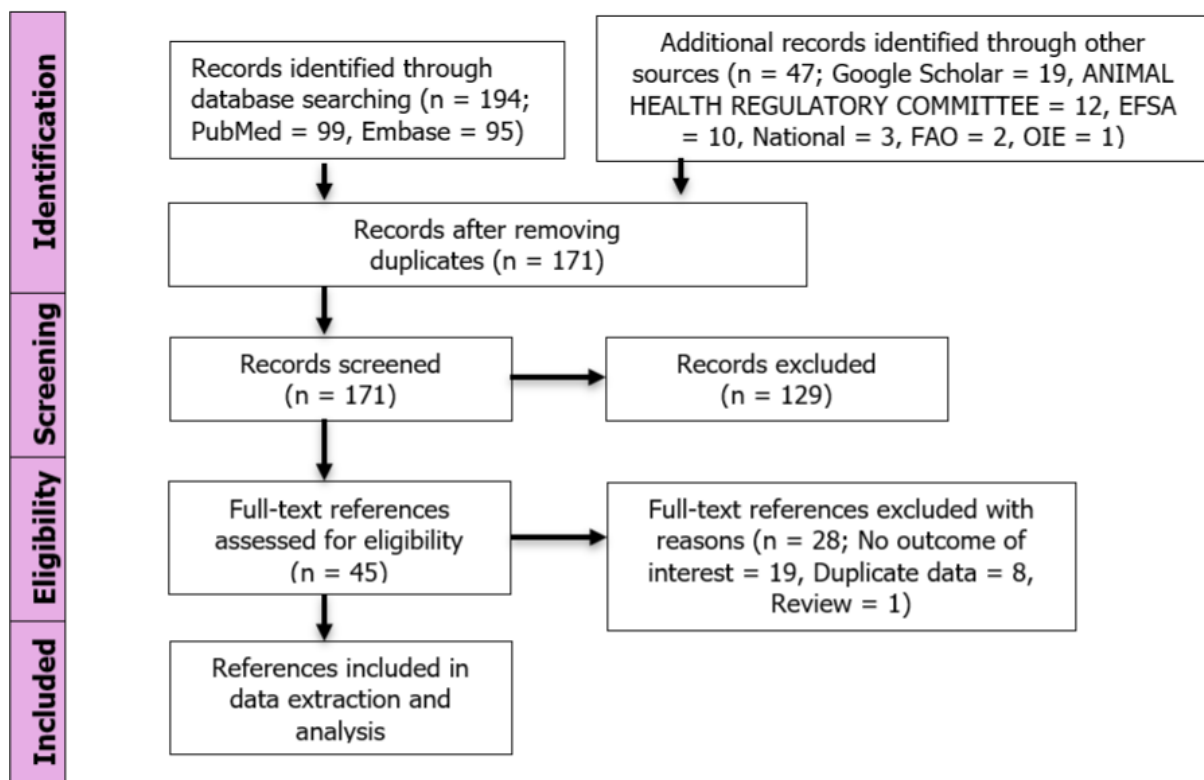 Identification
Records identified through
database searching (n = 194;
PubMed = 99, Embase = 95)
Additional records identified through other
sources (n = 47; Google Scholar = 19, ANIMAL
HEALTH REGULATORY COMMITTEE = 12, EFSA
= 10, National = 3, FAO = 2, OIE = 1)
Records after removing
duplicates (n = 171)
Screening
Records screened
(n = 171)
Records excluded
(n = 129)
Eligibility
Full-text references
assessed for eligibility
(n = 45)
Full-text references excluded with
reasons (n = 28; No outcome of
interest = 19, Duplicate data = 8,
Review = 1)
Included
References included in
data extraction and
analysis